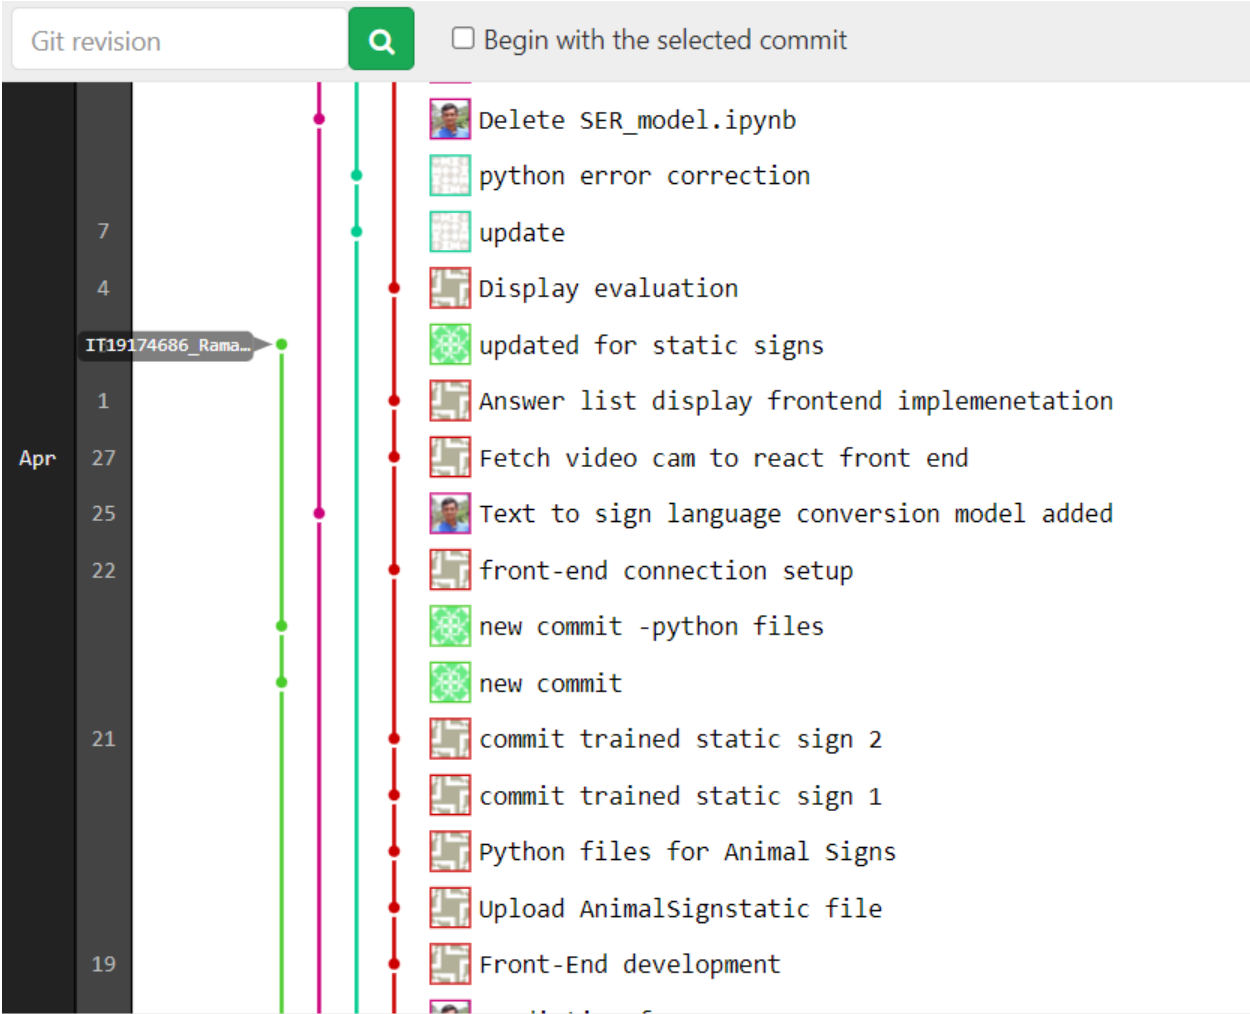 Git revision
Begin with the selected commit
Delete SER_model.ipynb
python error correction
7 update
4 Display evaluation
IT19174686_Rama… updated for static signs
1 Answer list display frontend implemenetation
Apr 27 Fetch video cam to react front end
25 Text to sign language conversion model added
22 front-end connection setup
new commit -python files
new commit
21 commit trained static sign 2
commit trained static sign 1
Python files for Animal Signs
Upload AnimalSignstatic file
19 Front-End development